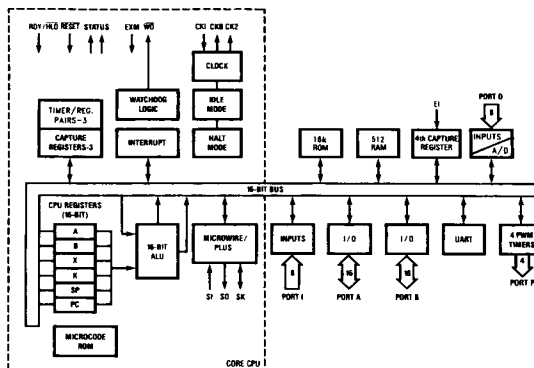 RDY/HLD RESET STATUS EXM WO CKI CKO CK2
CLOCK
TIMER/REG.
PAIRS-3
CAPTURE
REGISTERS-3
WATCHDOG
LOGIC
INTERRUPT
IDLE
MODE
HALT
MODE
16k
ROM
512
RAM
EI
4th CAPTURE
REGISTER
PORT D
8
INPUTS
A/D
16-BIT BUS
CPU REGISTERS
(16-BIT)
A
B
X
K
SP
PC
16-BIT
ALU
MICROWIRE/
PLUS
SI SO SK
INPUTS
8
PORT I
I/O
16
PORT A
I/O
16
PORT B
UART
4 PWM
TIMERS
4
PORT P
MICROCODE
ROM
CORE CPU